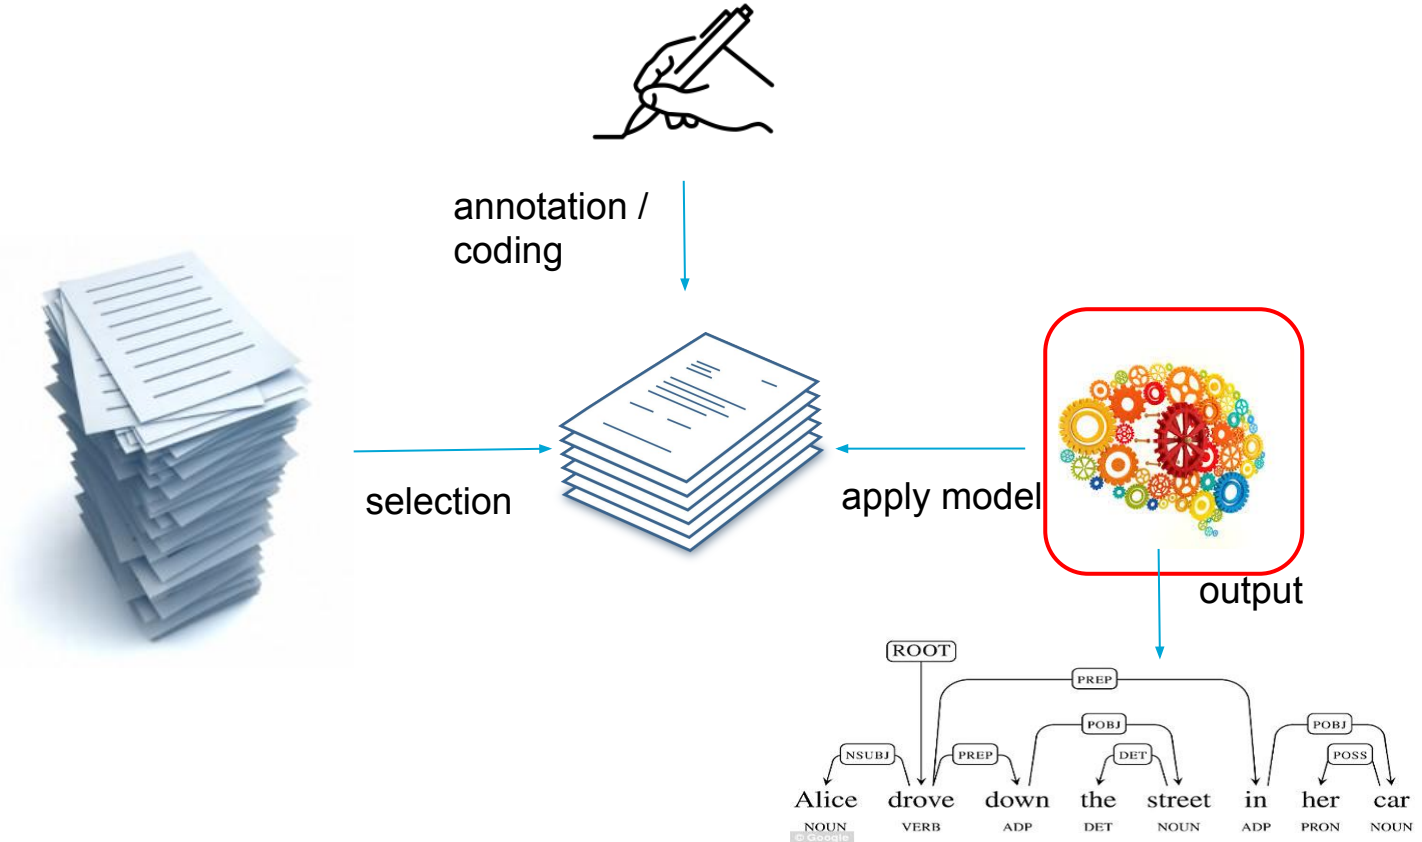 annotation /
coding
selection
apply model
output
ROOT
PREP
POBJ
POBJ
NSUBJ
PREP
DET
POSS
Alice drove down the street in her car
NOUN VERB ADP DET NOUN ADP PRON NOUN
© Google